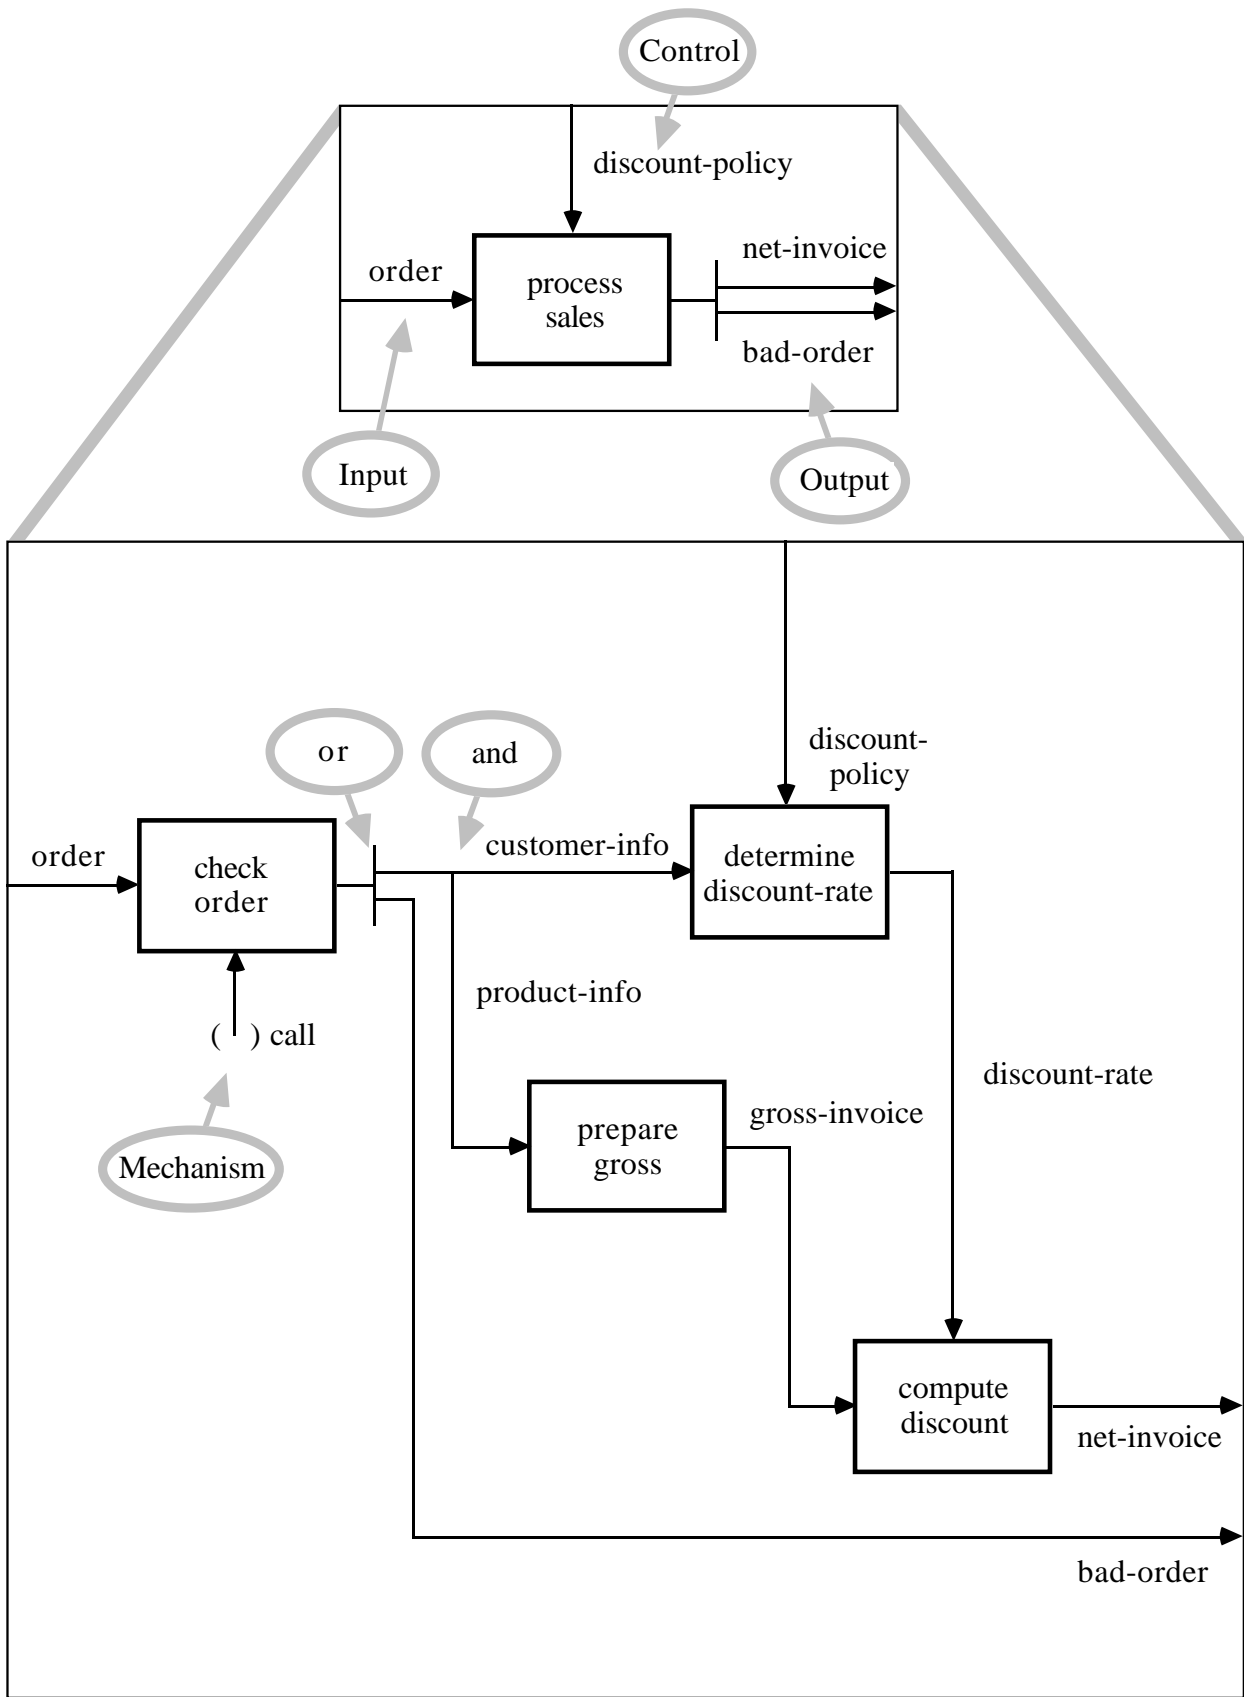 Control
discount-policy
order
process
sales
net-invoice
bad-order
Input
Output
or
and
discount-
policy
order
check
order
customer-info
determine
discount-rate
product-info
( ) call
discount-rate
Mechanism
prepare
gross
gross-invoice
compute
discount
net-invoice
bad-order